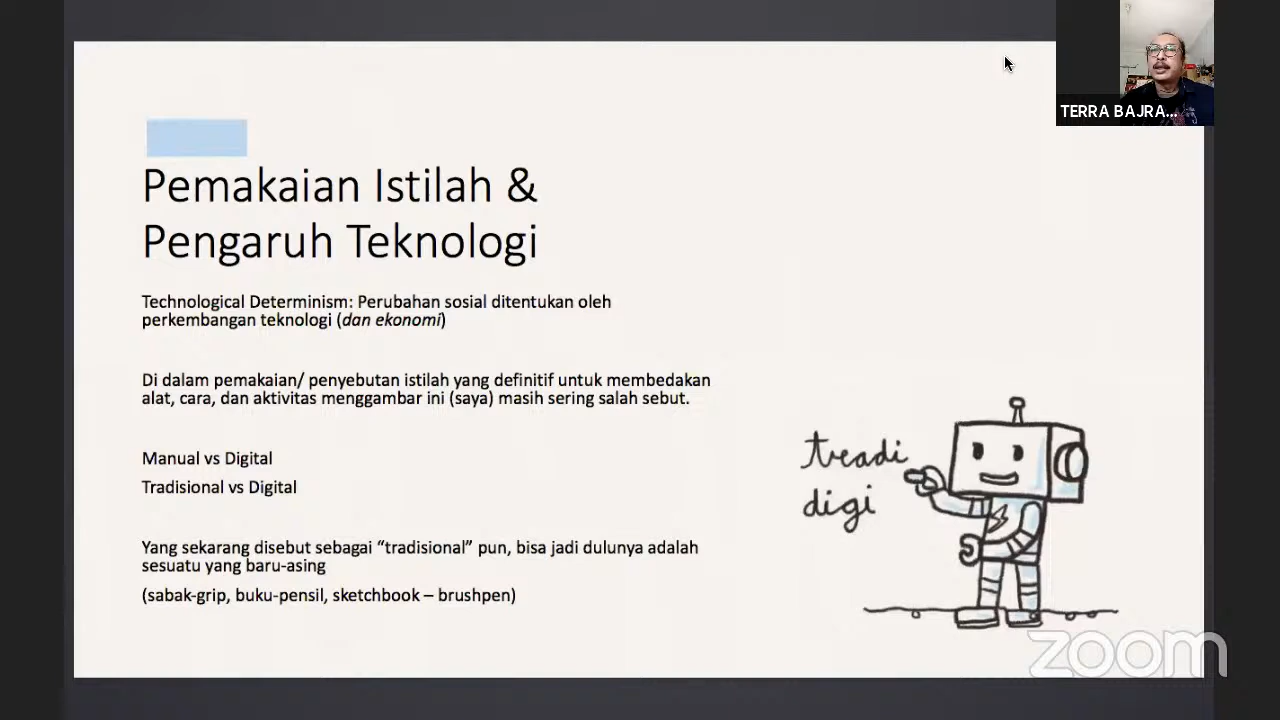 TERRA BAJRA...
Pemakaian Istilah &
Pengaruh Teknologi
Technological Determinism: Perubahan sosial ditentukan oleh
perkembangan teknologi (dan ekonomi)
Di dalam pemakaian/ penyebutan istilah yang definitif untuk membedakan
alat, cara, dan aktivitas menggambar ini (saya) masih sering salah sebut.
Manual vs Digital
Tradisional vs Digital
Yang sekarang disebut sebagai “tradisional” pun, bisa jadi dulunya adalah
sesuatu yang baru-asing
(sabak-grip, buku-pensil, sketchbook – brushpen)
treadi
digi
zoom